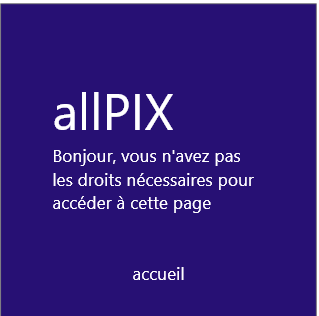 allPIX
Bonjour, vous n'avez pas
les droits nécessaires pour
accéder à cette page
accueil